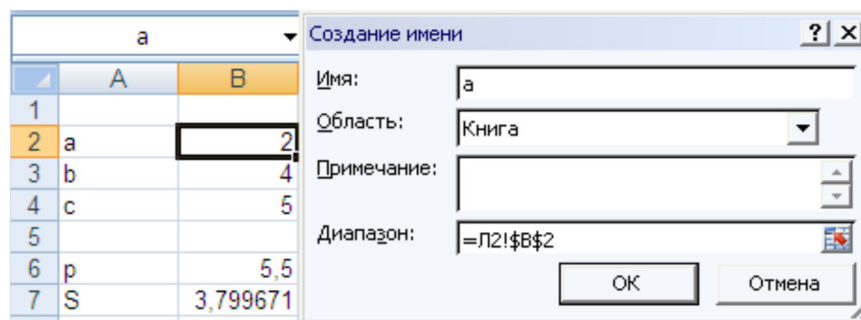 a
A B
1
2 a 2
3 b 4
4 c 5
5
6 p 5,5
7 S 3,799671
Создание имени
Имя: a
Область: Книга
Примечание:
Диапазон: =Л2!$B$2
ОК Отмена